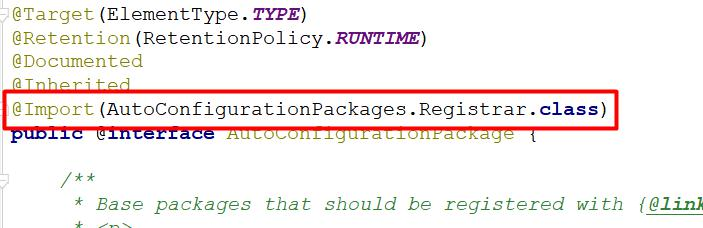 @Target(ElementType.TYPE)
@Retention(RetentionPolicy.RUNTIME)
@Documented
@Inherited
@Import(AutoConfigurationPackages.Registrar.class)
public @interface AutoConfigurationPackage {
/**
* Base packages that should be registered with {@link
* <p>